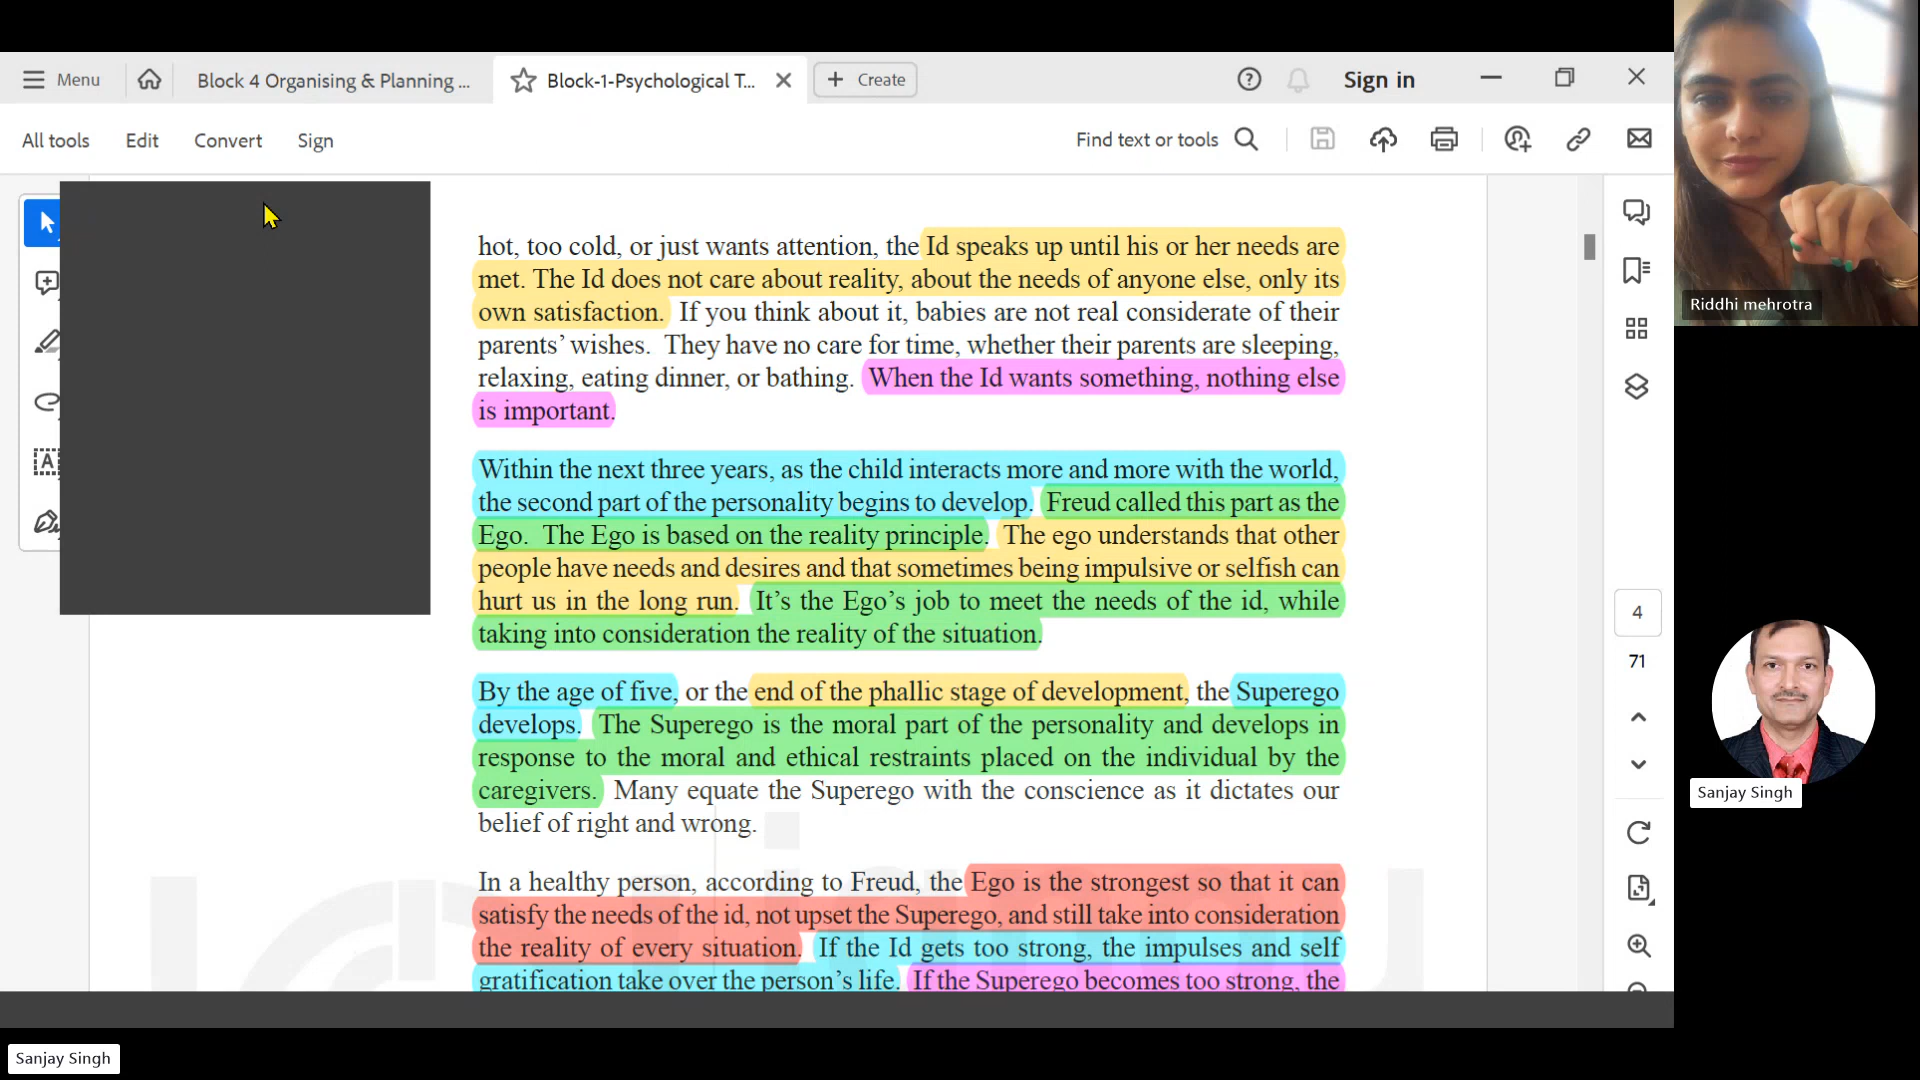 Menu
Block 4 Organising & Planning ...
Block-1-Psychological T...
Create
Sign in
All tools
Edit
Convert
Sign
Find text or tools
hot, too cold, or just wants attention, the Id speaks up until his or her needs are
met. The Id does not care about reality, about the needs of anyone else, only its
own satisfaction. If you think about it, babies are not real considerate of their
parents’ wishes. They have no care for time, whether their parents are sleeping,
relaxing, eating dinner, or bathing. When the Id wants something, nothing else
is important.
Within the next three years, as the child interacts more and more with the world,
the second part of the personality begins to develop. Freud called this part as the
Ego. The Ego is based on the reality principle. The ego understands that other
people have needs and desires and that sometimes being impulsive or selfish can
hurt us in the long run. It’s the Ego’s job to meet the needs of the id, while
taking into consideration the reality of the situation.
By the age of five, or the end of the phallic stage of development, the Superego
develops. The Superego is the moral part of the personality and develops in
response to the moral and ethical restraints placed on the individual by the
caregivers. Many equate the Superego with the conscience as it dictates our
belief of right and wrong.
In a healthy person, according to Freud, the Ego is the strongest so that it can
satisfy the needs of the id, not upset the Superego, and still take into consideration
the reality of every situation. If the Id gets too strong, the impulses and self
gratification take over the person’s life. If the Superego becomes too strong, the
4
71
Riddhi mehrotra
Sanjay Singh
Sanjay Singh